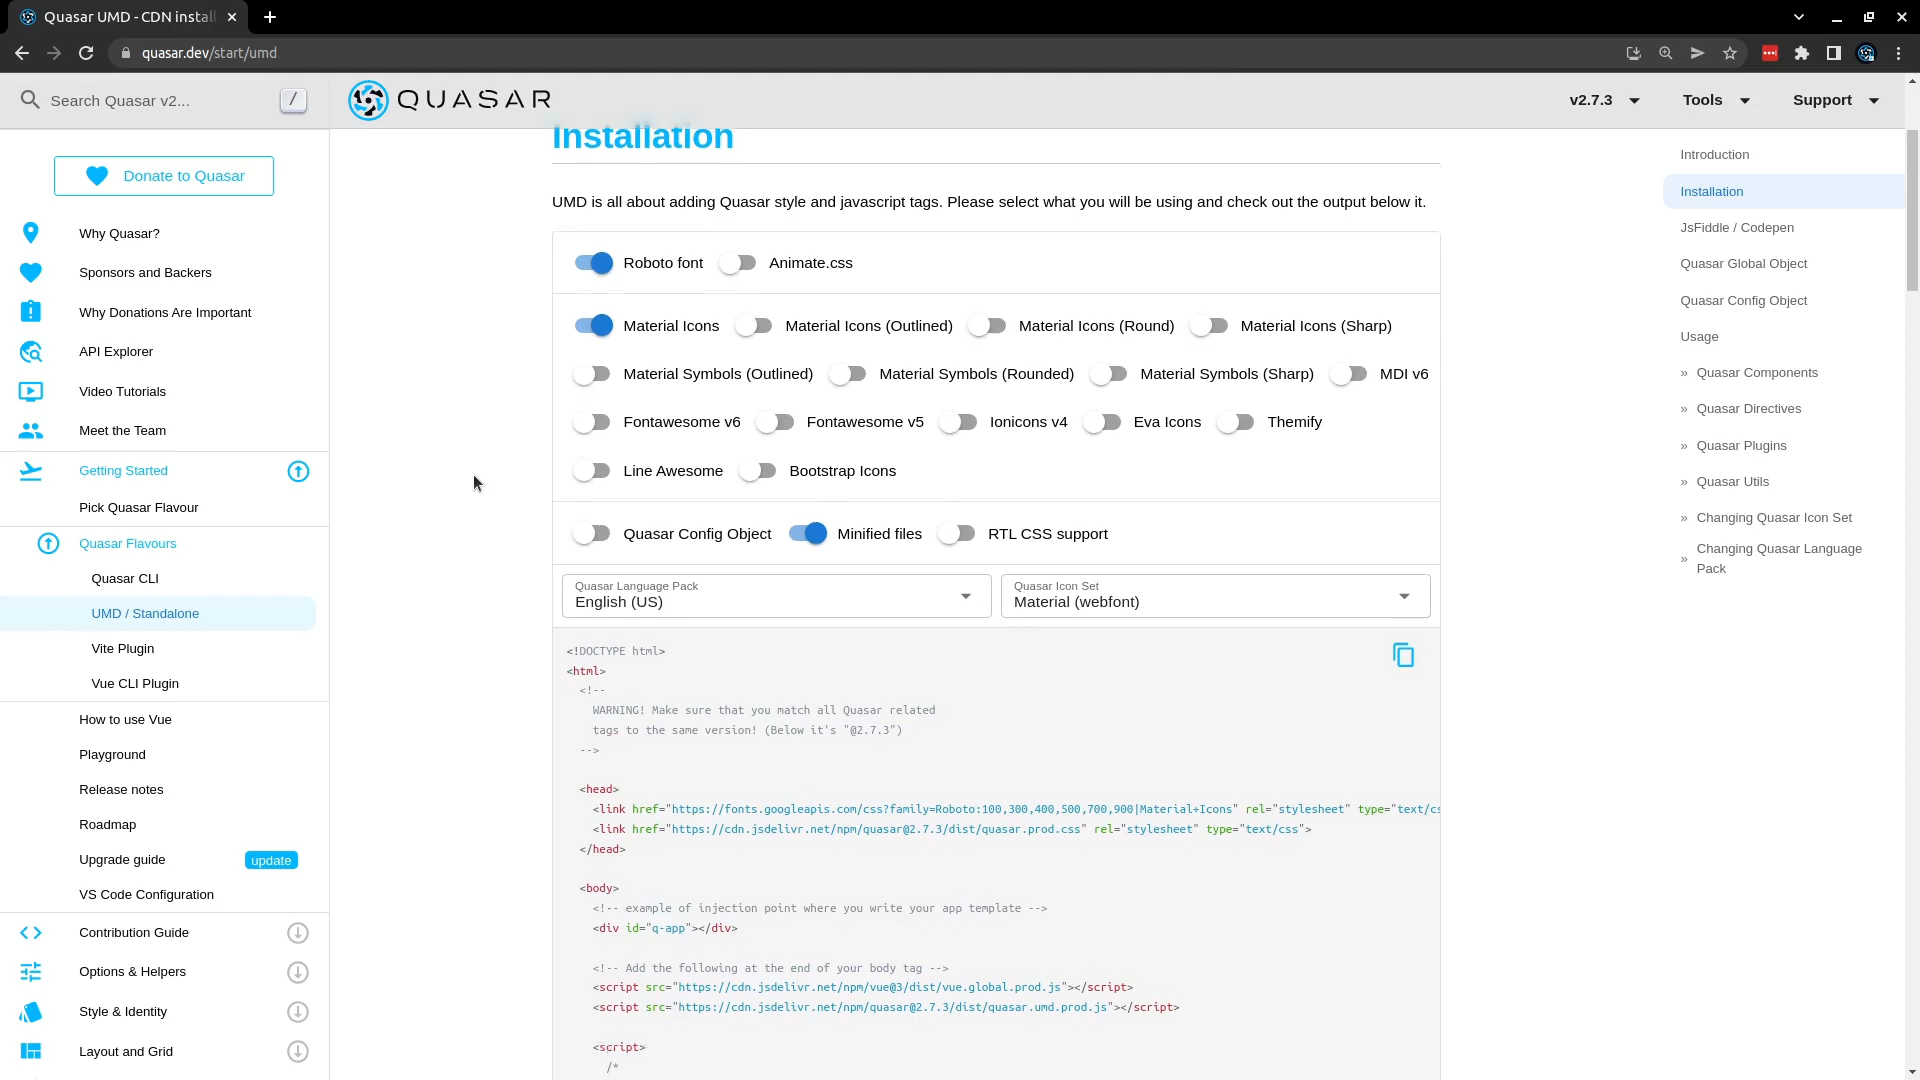 Quasar UMD - CDN instal
quasar.dev/start/umd
Search Quasar v2...
/
QUASAR
v2.7.3
Tools
Support
Donate to Quasar
Why Quasar?
Sponsors and Backers
Why Donations Are Important
API Explorer
Video Tutorials
Meet the Team
Getting Started
Pick Quasar Flavour
Quasar Flavours
Quasar CLI
UMD / Standalone
Vite Plugin
Vue CLI Plugin
How to use Vue
Playground
Release notes
Roadmap
Upgrade guide
update
VS Code Configuration
Contribution Guide
Options & Helpers
Style & Identity
Layout and Grid
Installation
UMD is all about adding Quasar style and javascript tags. Please select what you will be using and check out the output below it.
Roboto font Animate.css
Material Icons Material Icons (Outlined) Material Icons (Round) Material Icons (Sharp)
Material Symbols (Outlined) Material Symbols (Rounded) Material Symbols (Sharp) MDI v6
Fontawesome v6 Fontawesome v5 Ionicons v4 Eva Icons Themify
Line Awesome Bootstrap Icons
Quasar Config Object Minified files RTL CSS support
Quasar Language Pack
English (US)
Quasar Icon Set
Material (webfont)
<!DOCTYPE html>
<html>
<!--
WARNING! Make sure that you match all Quasar related
tags to the same version! (Below it's "@2.7.3")
-->
<head>
<link href="https://fonts.googleapis.com/css?family=Roboto:100,300,400,500,700,900|Material+Icons" rel="stylesheet" type="text/cs
<link href="https://cdn.jsdelivr.net/npm/quasar@2.7.3/dist/quasar.prod.css" rel="stylesheet" type="text/css">
</head>
<body>
<!-- example of injection point where you write your app template -->
<div id="q-app"></div>
<!-- Add the following at the end of your body tag -->
<script src="https://cdn.jsdelivr.net/npm/vue@3/dist/vue.global.prod.js"></script>
<script src="https://cdn.jsdelivr.net/npm/quasar@2.7.3/dist/quasar.umd.prod.js"></script>
<script>
/*
Introduction
Installation
JsFiddle / Codepen
Quasar Global Object
Quasar Config Object
Usage
» Quasar Components
» Quasar Directives
» Quasar Plugins
» Quasar Utils
» Changing Quasar Icon Set
» Changing Quasar Language
Pack